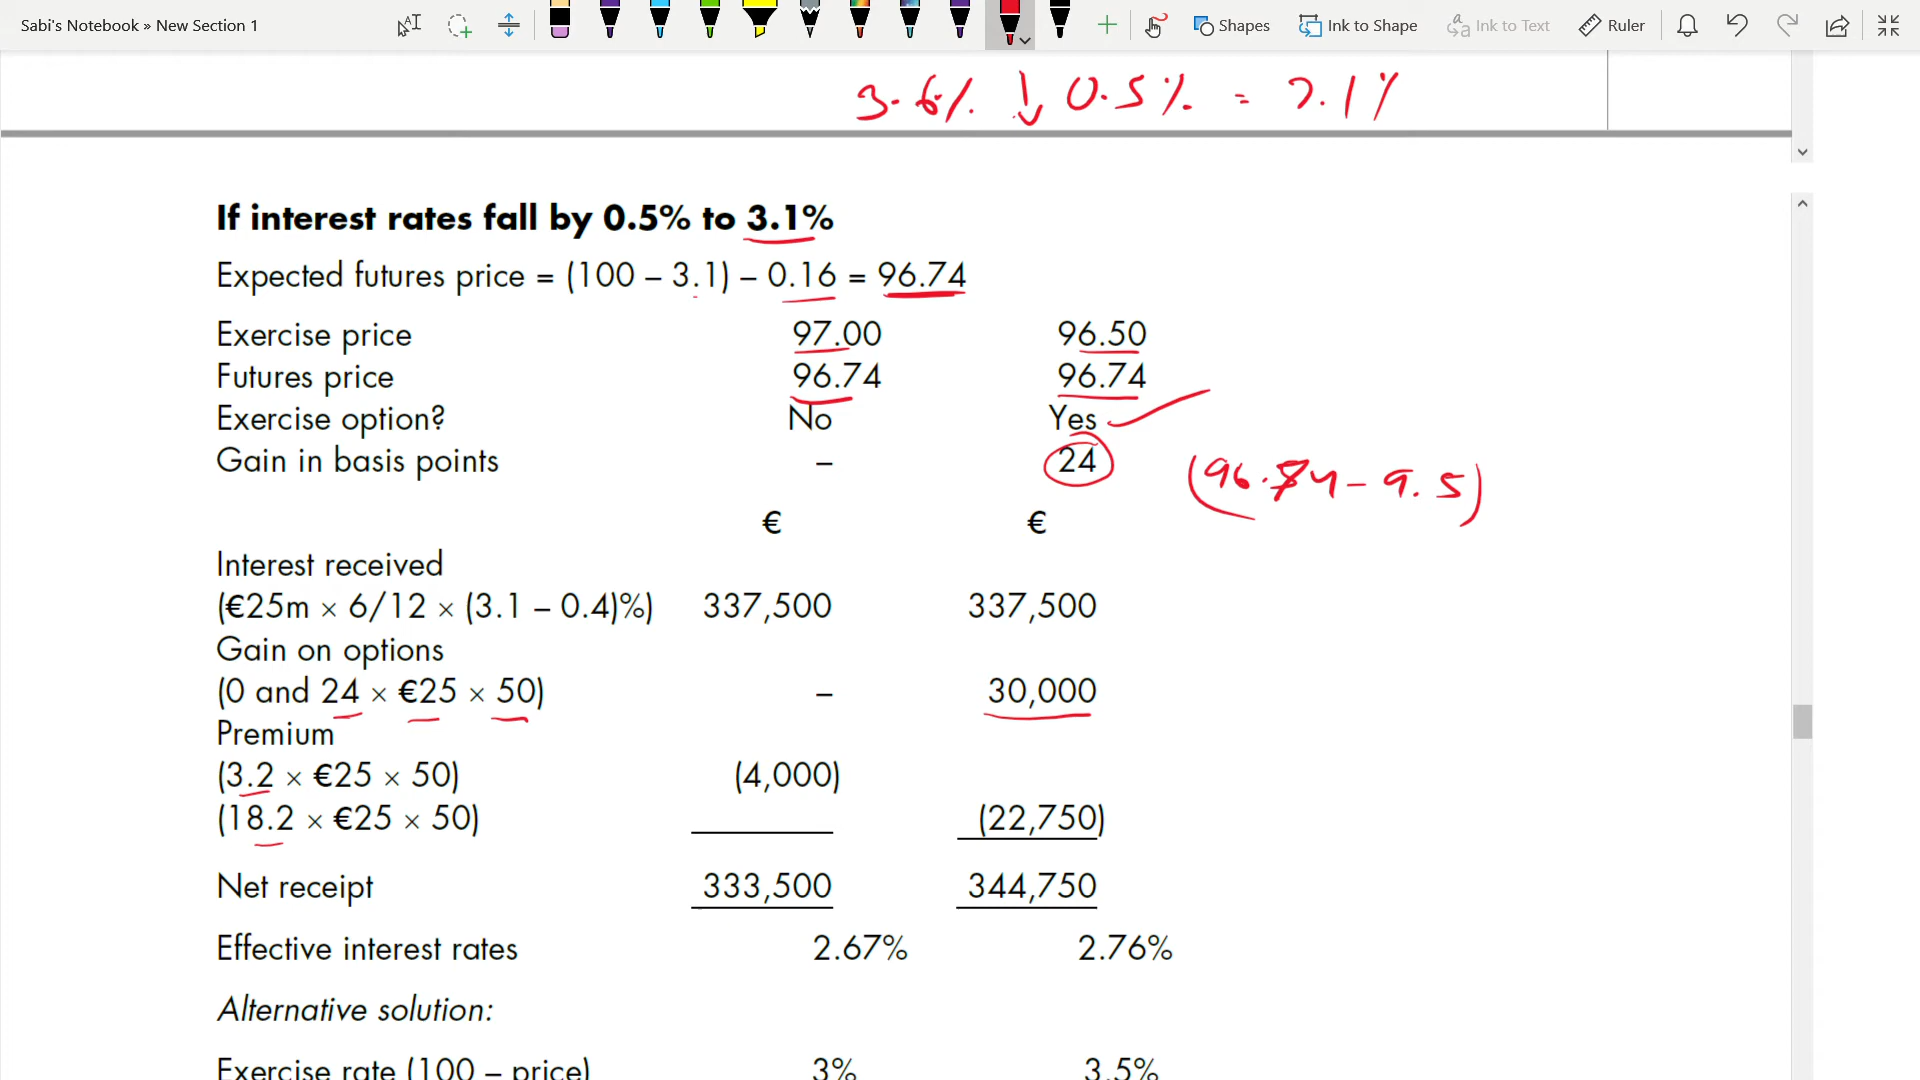 Sabi's Notebook » New Section 1
Shapes Ink to Shape Ink to Text Ruler
3.6% ↓ 0.5% = 3.1%
If interest rates fall by 0.5% to 3.1%
Expected futures price = (100 – 3.1) – 0.16 = 96.74
Exercise price 97.00 96.50
Futures price 96.74 96.74
Exercise option? No Yes
Gain in basis points – 24 (96.74 – 9.5)
€ €
Interest received
(€25m × 6/12 × (3.1 – 0.4)%) 337,500 337,500
Gain on options
(0 and 24 × €25 × 50) – 30,000
Premium
(3.2 × €25 × 50) (4,000)
(18.2 × €25 × 50) (22,750)
Net receipt 333,500 344,750
Effective interest rates 2.67% 2.76%
Alternative solution:
Exercise rate (100 – price) 3% 3.5%